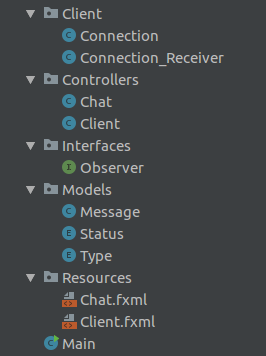 Client
Connection
Connection_Receiver
Controllers
Chat
Client
Interfaces
Observer
Models
Message
Status
Type
Resources
Chat.fxml
Client.fxml
Main